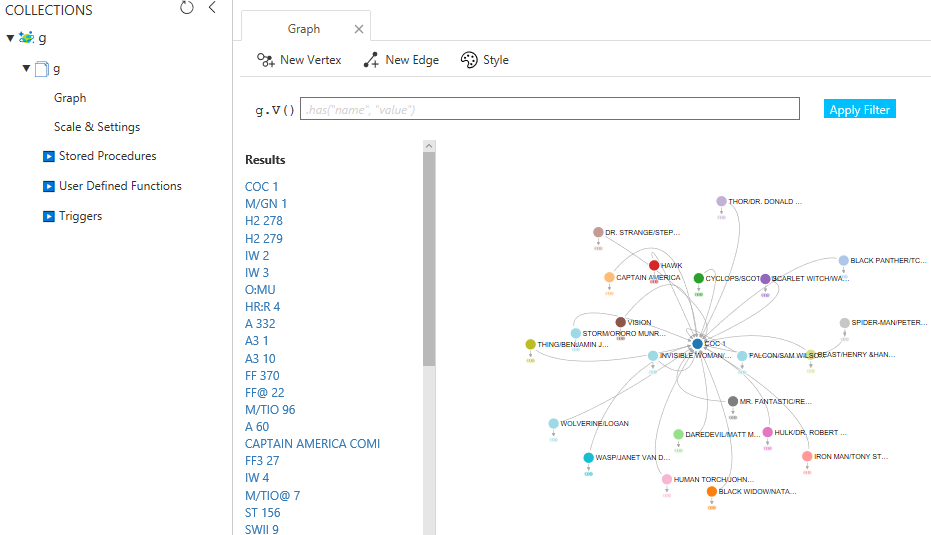 COLLECTIONS
g
g
Graph
Scale & Settings
Stored Procedures
User Defined Functions
Triggers
Graph
New Vertex
New Edge
Style
g.V()
.has("name", "value")
Apply Filter
Results
COC 1
M/GN 1
H2 278
H2 279
IW 2
IW 3
O:MU
HR:R 4
A 332
A3 1
A3 10
FF 370
FF@ 22
M/TIO 96
A 60
CAPTAIN AMERICA COMI
FF3 27
IW 4
M/TIO@ 7
ST 156
SWII 9
THOR/DR. DONALD ...
DR. STRANGE/STEP...
HAWK
BLACK PANTHER/TC...
CAPTAIN AMERICA
CYCLOPS/SCOT
SCARLET WITCH/WA...
VISION
SPIDER-MAN/PETER...
STORM/ORORO MUNR...
THING/BENJAMIN J...
COC 1
INVISIBLE WOMAN/
FALCON/SAM WILSO
BEAST/HENRY &HAN...
MR. FANTASTIC/RE...
WOLVERINE/LOGAN
DAREDEVIL/MATT M...
HULK/DR. ROBERT ...
WASP/JANET VAN D...
IRON MAN/TONY ST...
HUMAN TORCH/JOHN...
BLACK WIDOW/NATA...